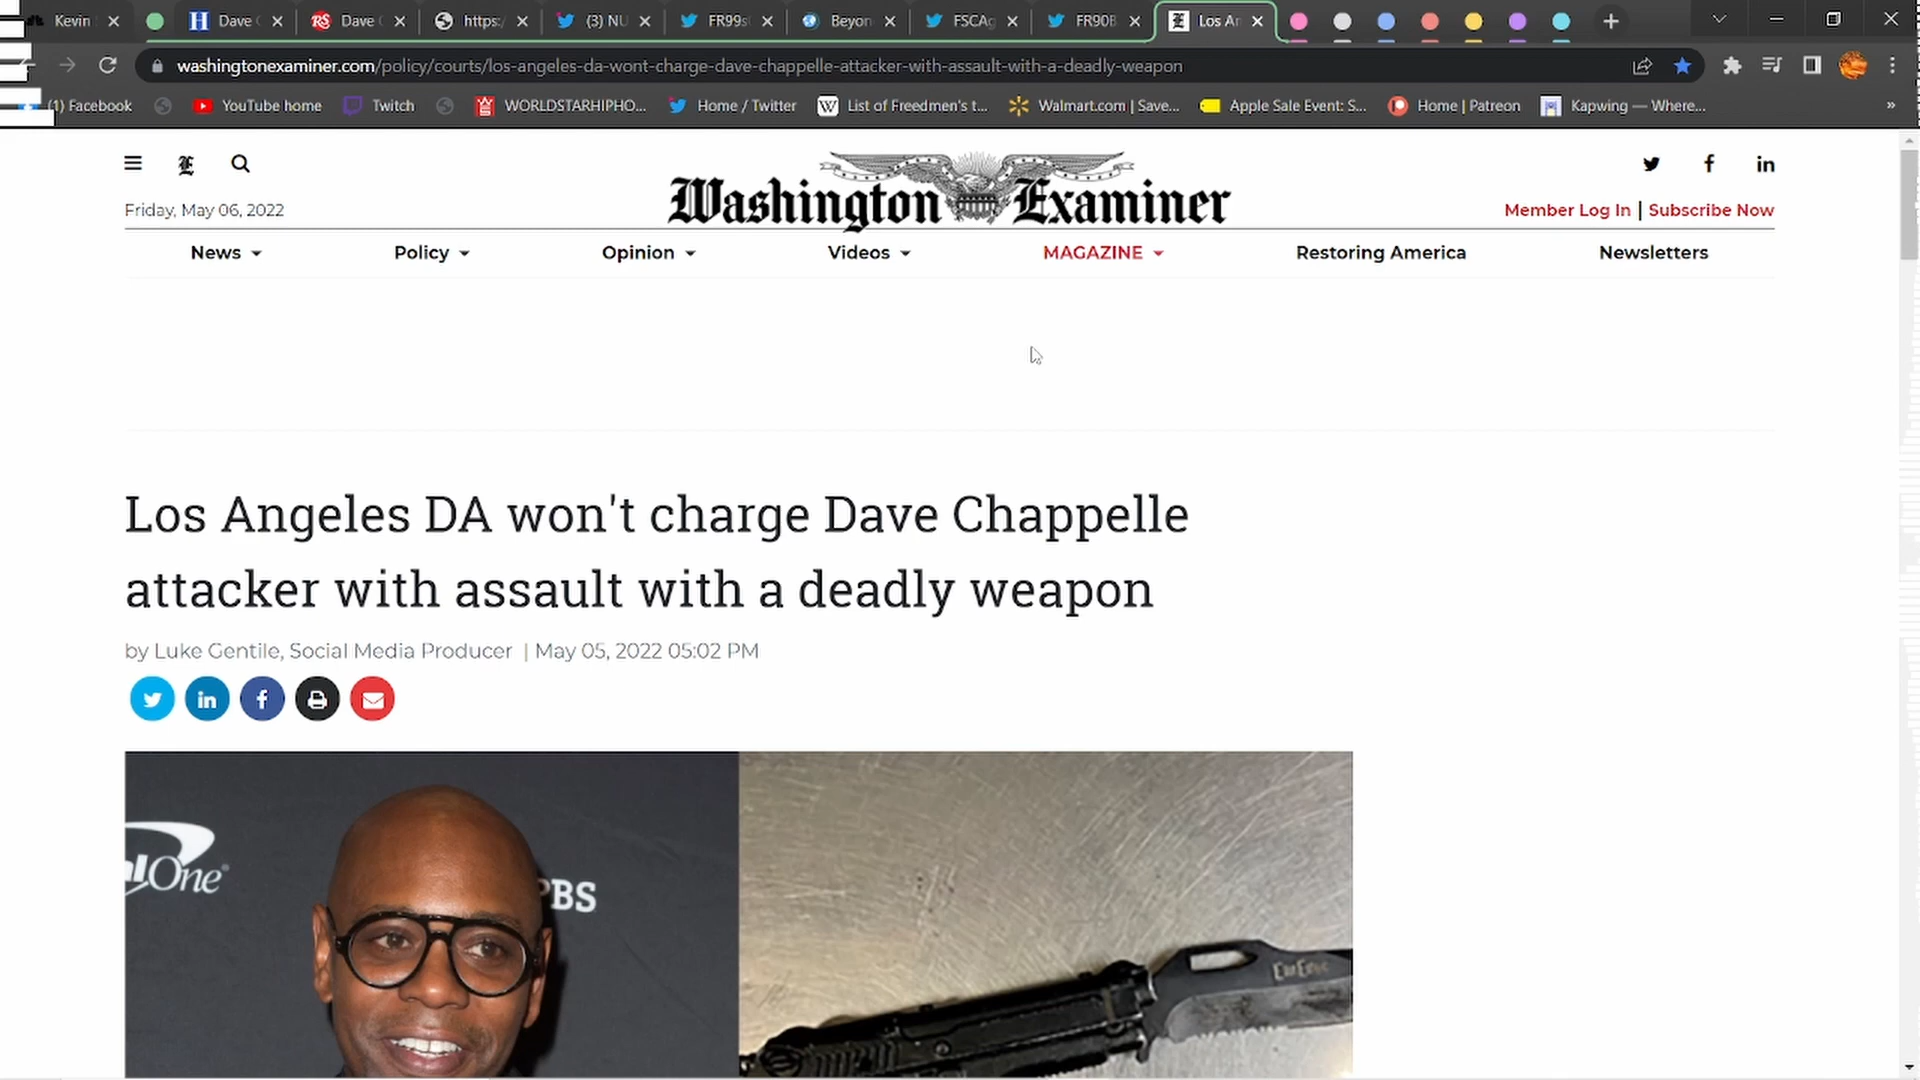 Kevin
Dave
Dave
https:/
(3) NU
FR99s
Beyon
FSCAg
FR90B
Los An
washingtonexaminer.com/policy/courts/los-angeles-da-wont-charge-dave-chappelle-attacker-with-assault-with-a-deadly-weapon
(1) Facebook
YouTube home
Twitch
WORLDSTARHIPHO...
Home / Twitter
List of Freedmen's t...
Walmart.com | Save...
Apple Sale Event: S...
Home | Patreon
Kapwing — Where...
»
Washington Examiner
Friday, May 06, 2022
Member Log In | Subscribe Now
News
Policy
Opinion
Videos
MAGAZINE
Restoring America
Newsletters
Los Angeles DA won't charge Dave Chappelle
attacker with assault with a deadly weapon
by Luke Gentile, Social Media Producer | May 05, 2022 05:02 PM
alOne
PBS